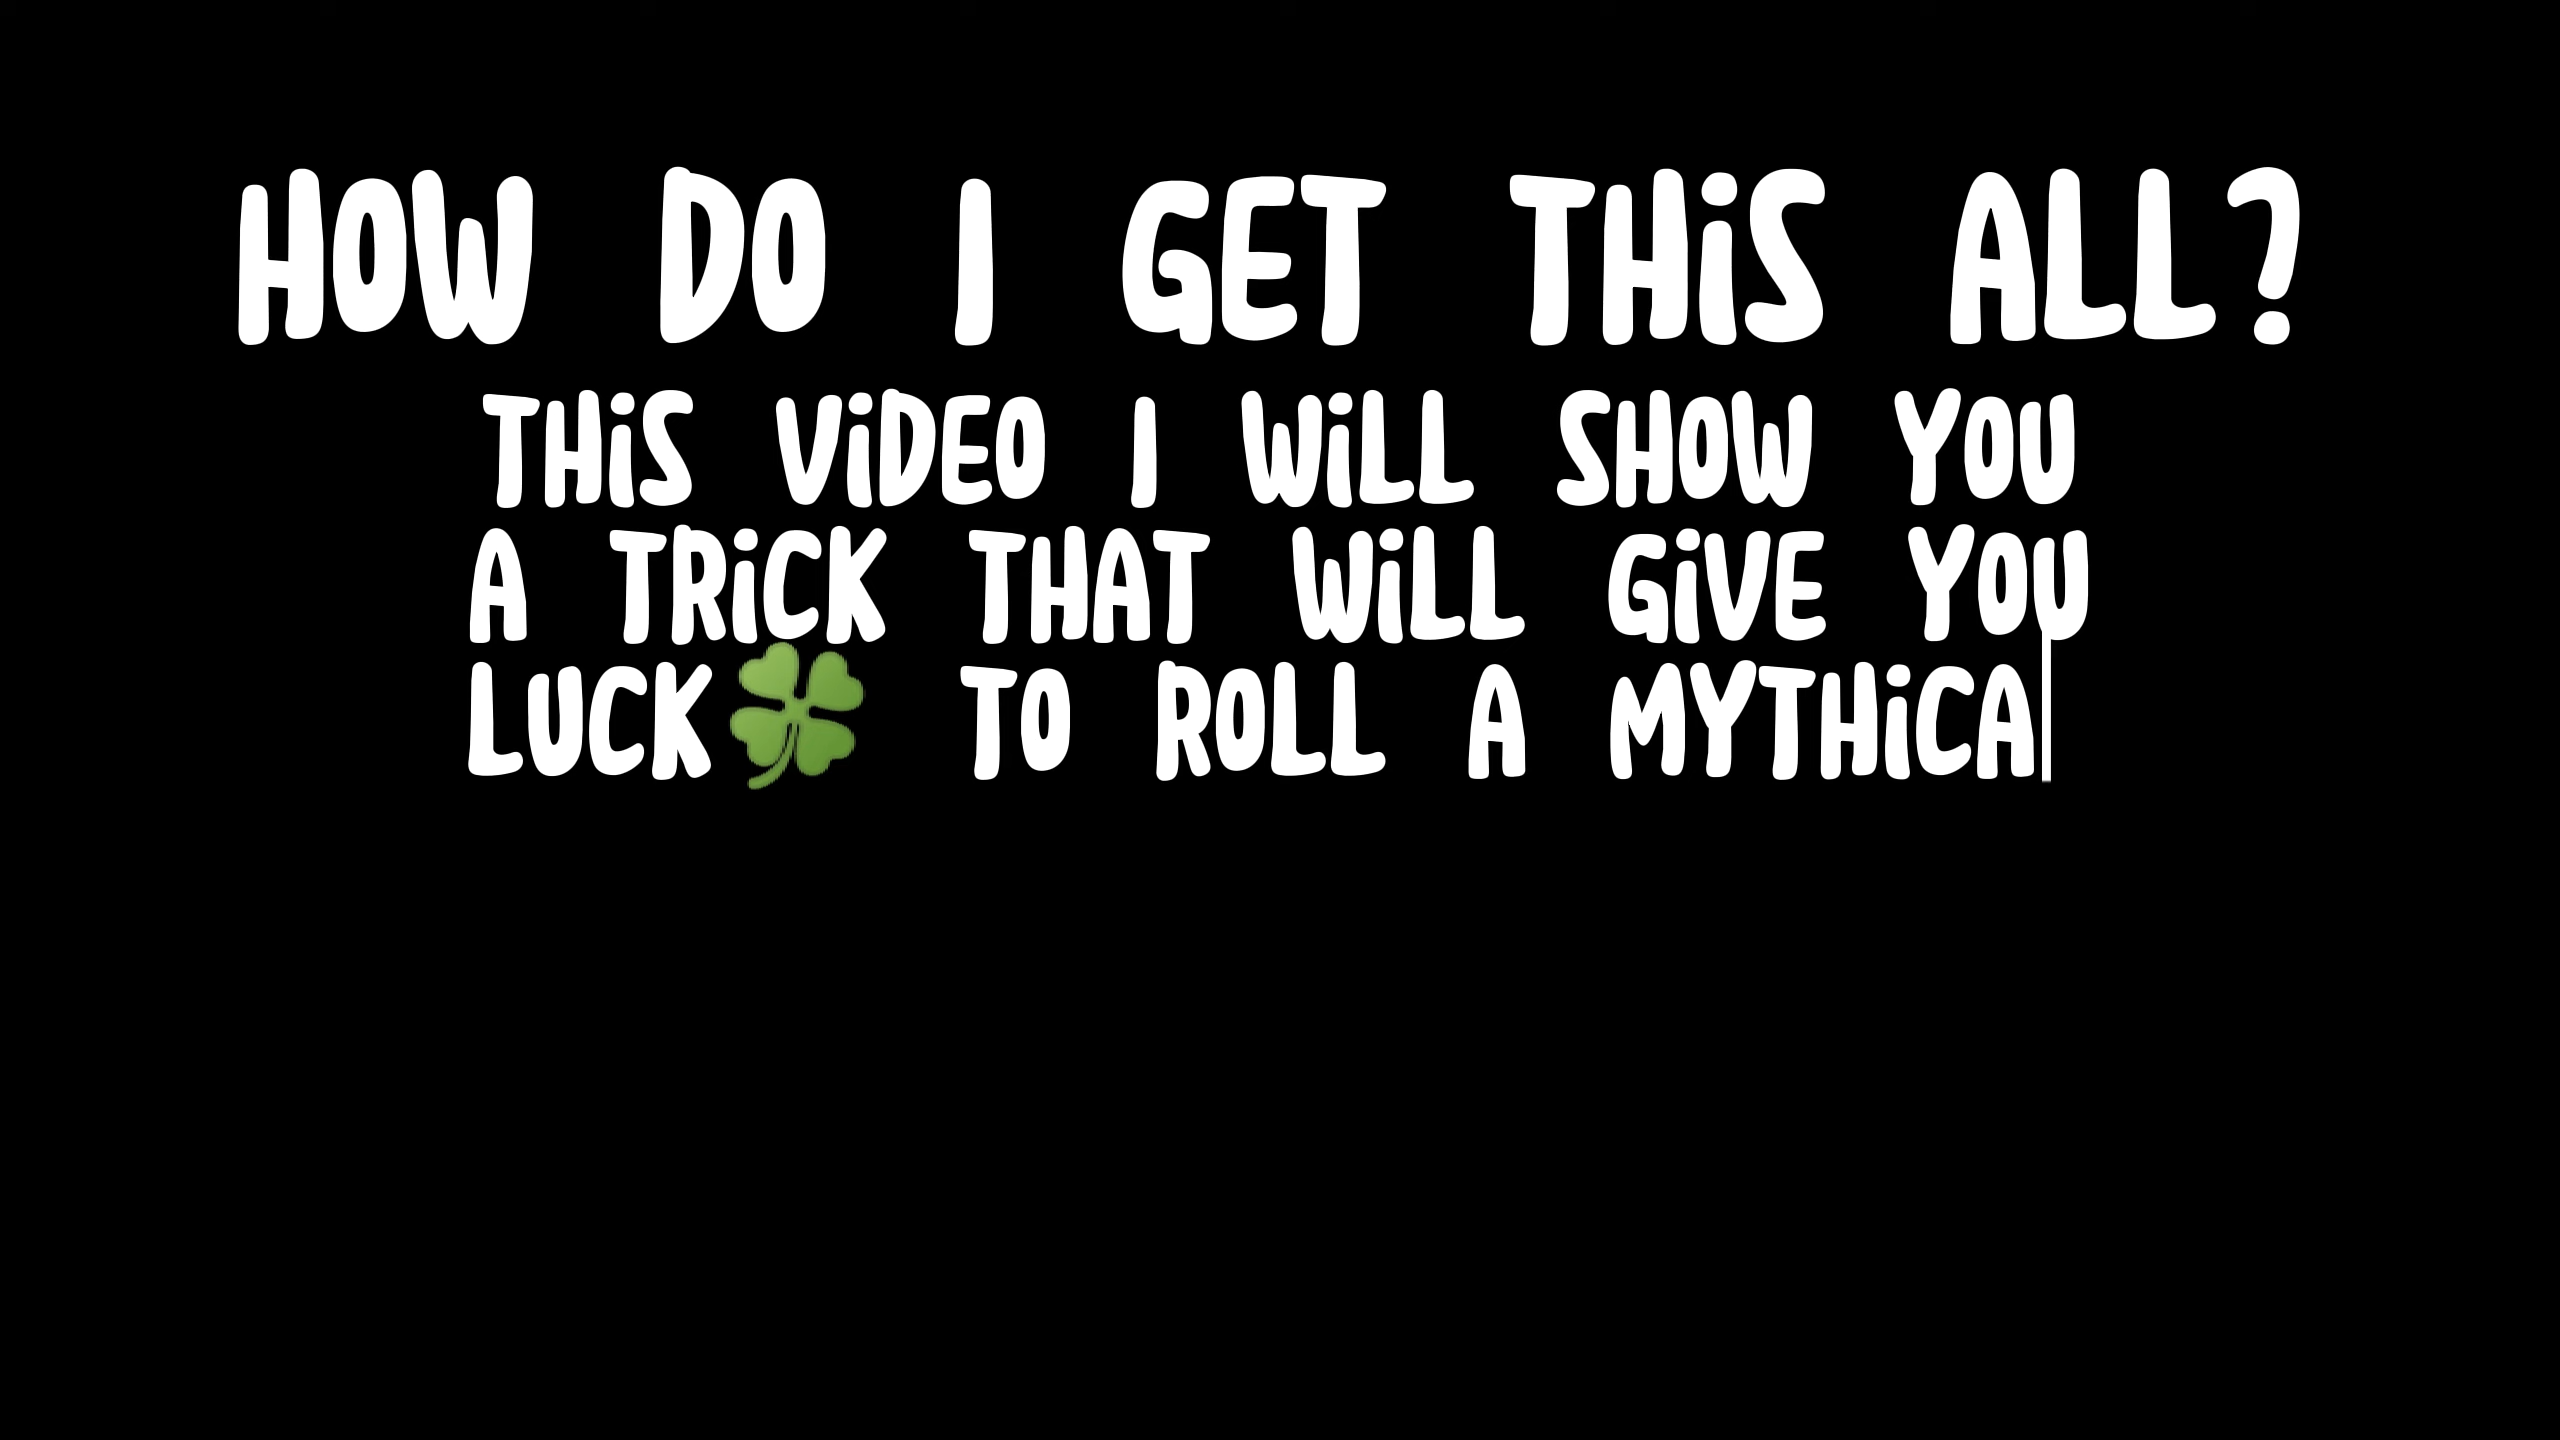 HOW DO I GET THiS ALL?
THiS ViDEO I WiLL SHOW YOU
A TRiCK THAT WiLL GiVE YOU
LUCK🍀 TO ROLL A MYTHiCA